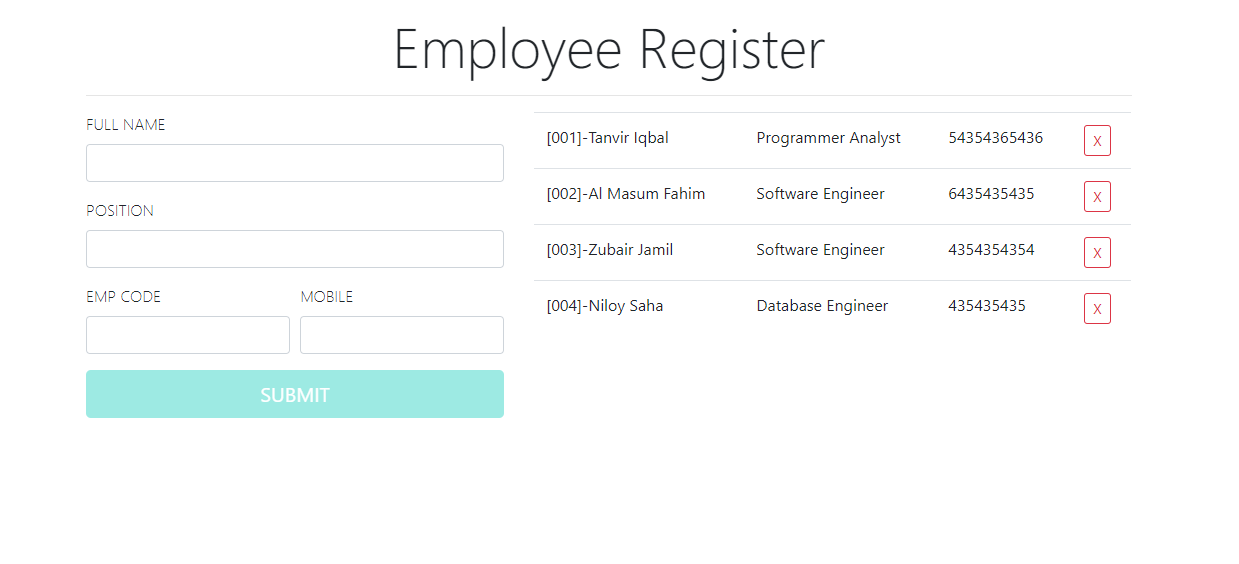 Employee Register
FULL NAME
POSITION
EMP CODE MOBILE
SUBMIT
[001]-Tanvir Iqbal Programmer Analyst 54354365436 X
[002]-Al Masum Fahim Software Engineer 6435435435 X
[003]-Zubair Jamil Software Engineer 4354354354 X
[004]-Niloy Saha Database Engineer 435435435 X